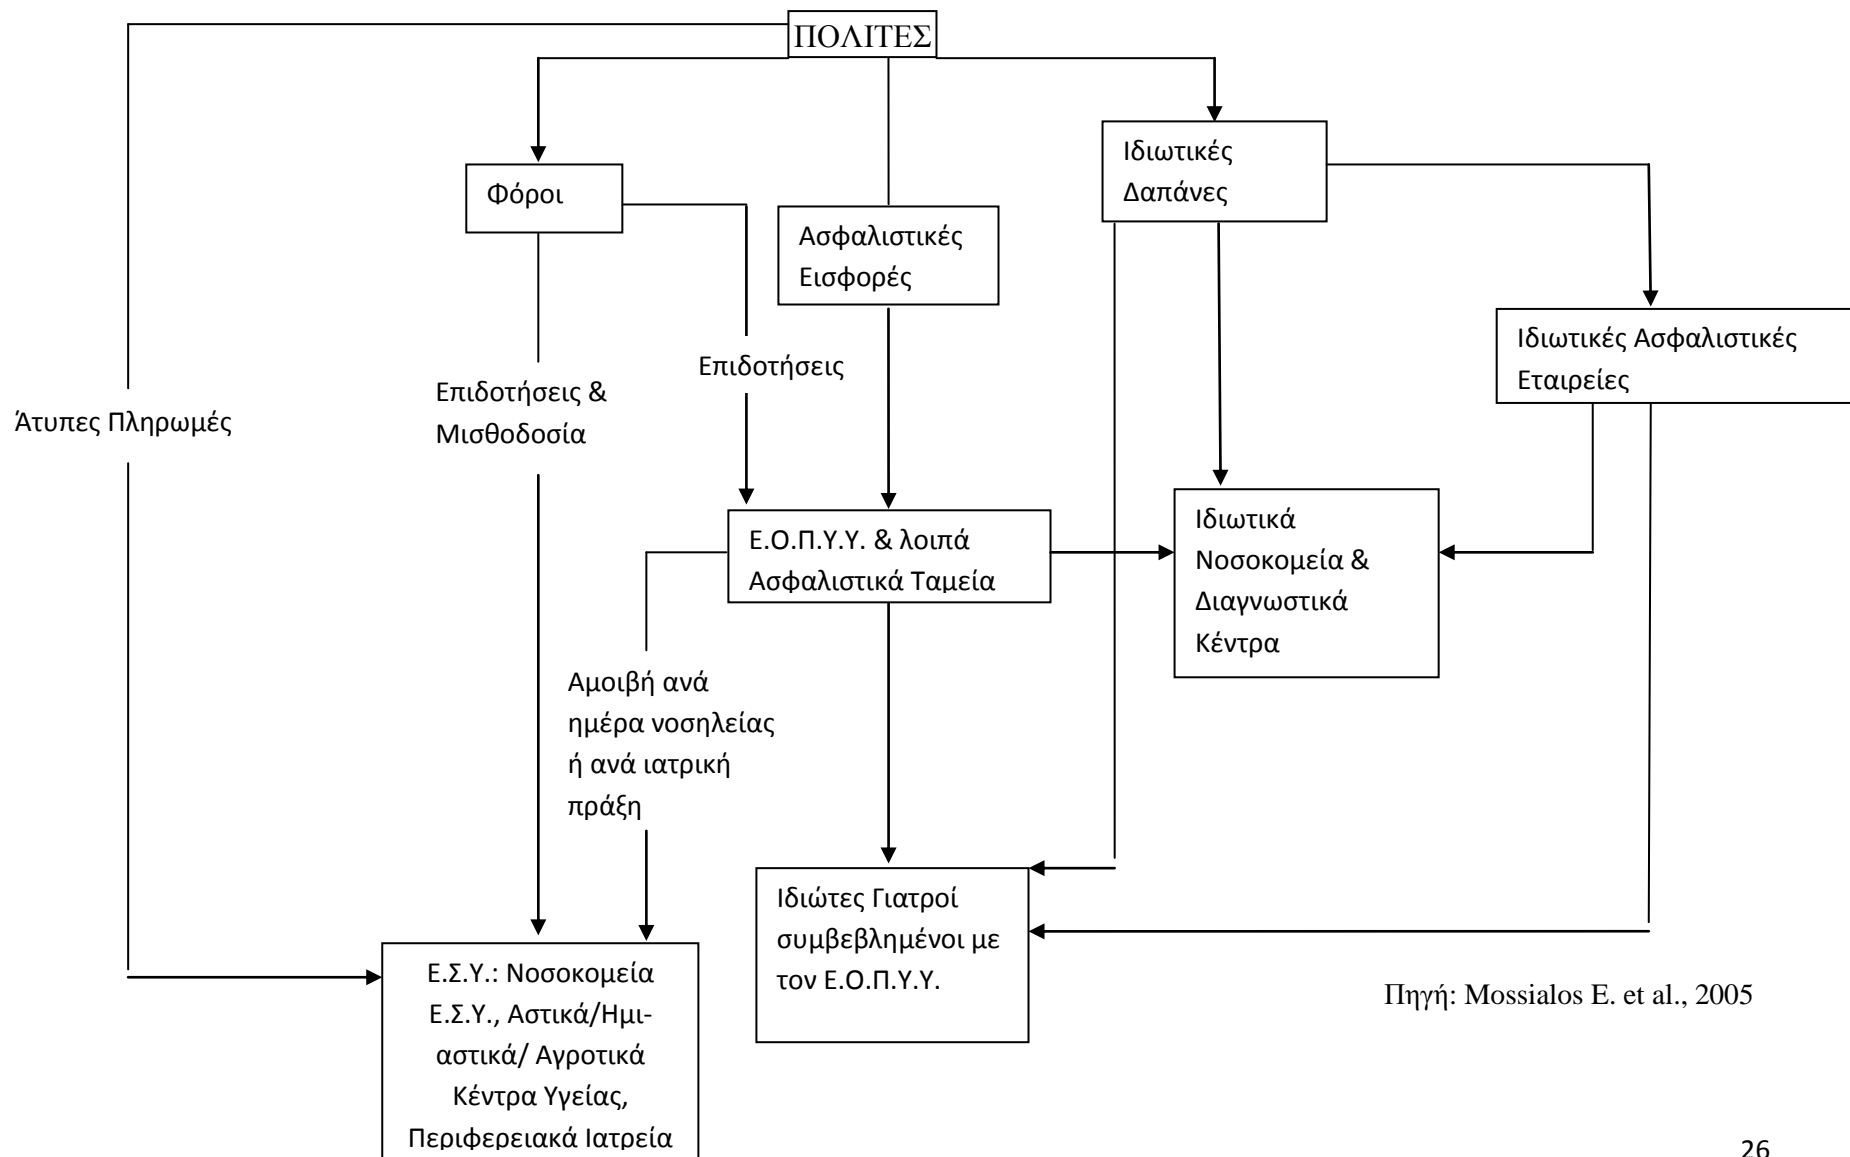 ΠΟΛΙΤΕΣ
Φόροι
Ιδιωτικές
Δαπάνες
Ασφαλιστικές
Εισφορές
Ιδιωτικές Ασφαλιστικές
Εταιρείες
Επιδοτήσεις
Επιδοτήσεις &
Μισθοδοσία
Άτυπες Πληρωμές
Ε.Ο.Π.Υ.Υ. & λοιπά
Ασφαλιστικά Ταμεία
Ιδιωτικά
Νοσοκομεία &
Διαγνωστικά
Κέντρα
Αμοιβή ανά
ημέρα νοσηλείας
ή ανά ιατρική
πράξη
Ιδιώτες Γιατροί
συμβεβλημένοι με
τον Ε.Ο.Π.Υ.Υ.
Ε.Σ.Υ.: Νοσοκομεία
Ε.Σ.Υ., Αστικά/Ημι-
αστικά/ Αγροτικά
Κέντρα Υγείας,
Περιφερειακά Ιατρεία
Πηγή: Mossialos E. et al., 2005
26